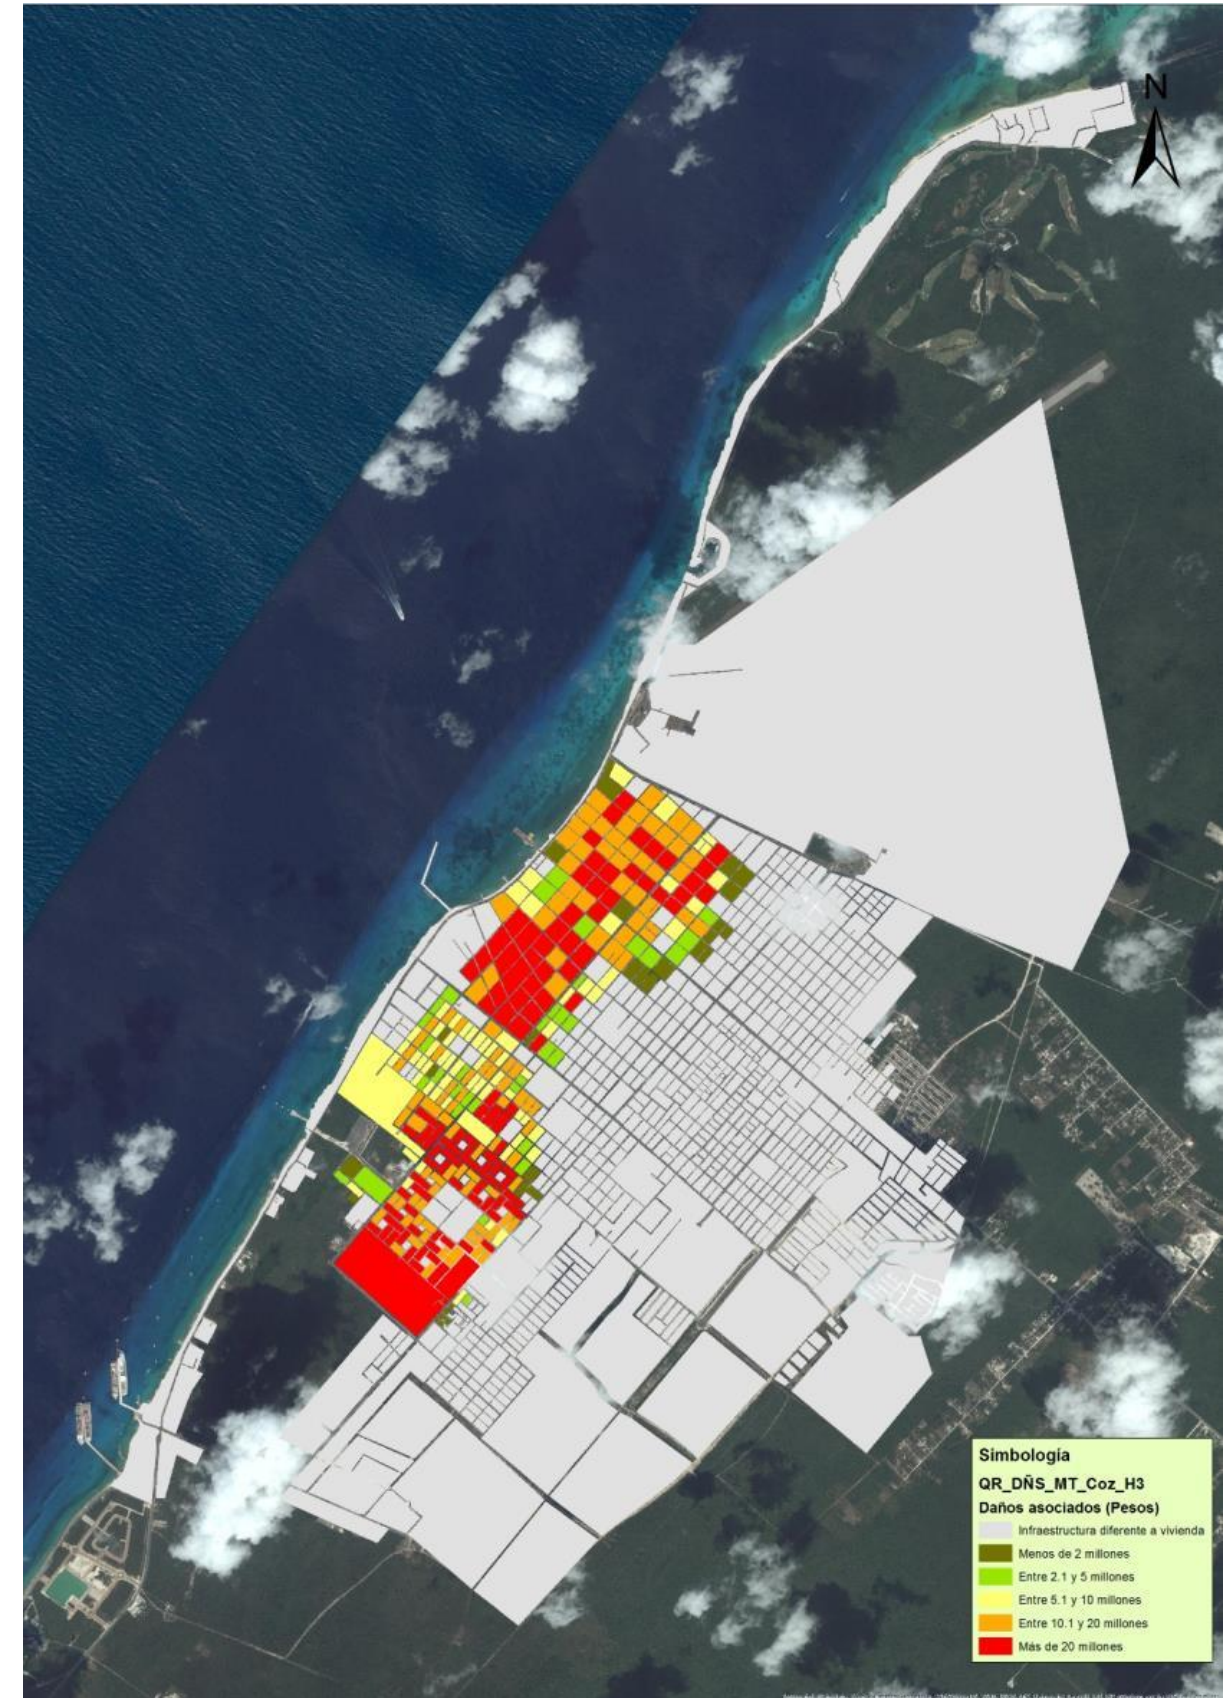 N
Simbología
QR_DÑS_MT_Coz_H3
Daños asociados (Pesos)
Infraestructura diferente a vivienda
Menos de 2 millones
Entre 2.1 y 5 millones
Entre 5.1 y 10 millones
Entre 10.1 y 20 millones
Más de 20 millones